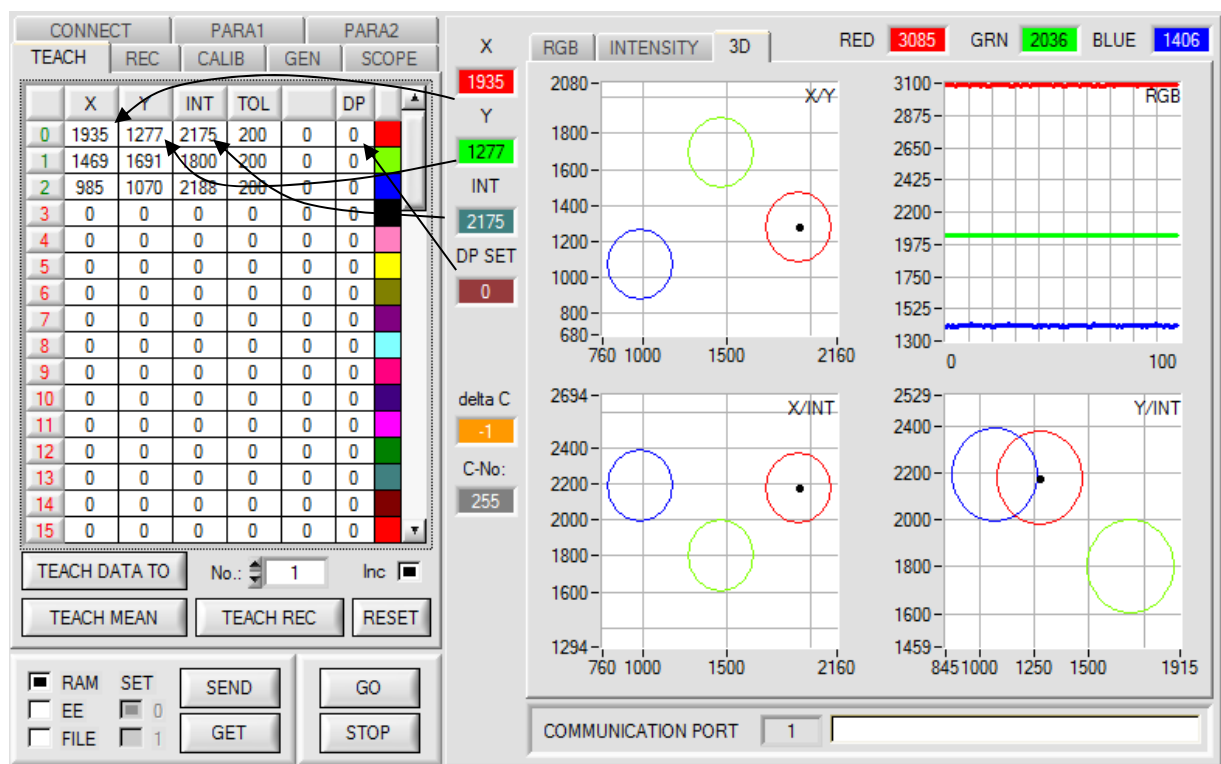 CONNECT PARA1 PARA2
TEACH REC CALIB GEN SCOPE
X Y INT TOL DP
0 1935 1277 2175 200 0 0
1 1469 1691 1800 200 0 0
2 985 1070 2188 200 0 0
3 0 0 0 0 0 0
4 0 0 0 0 0 0
5 0 0 0 0 0 0
6 0 0 0 0 0 0
7 0 0 0 0 0 0
8 0 0 0 0 0 0
9 0 0 0 0 0 0
10 0 0 0 0 0 0
11 0 0 0 0 0 0
12 0 0 0 0 0 0
13 0 0 0 0 0 0
14 0 0 0 0 0 0
15 0 0 0 0 0 0
TEACH DATA TO No.: 1 Inc
TEACH MEAN TEACH REC RESET
RAM SET SEND GO
EE 0
FILE 1 GET STOP
X
1935
Y
1277
INT
2175
DP SET
0
delta C
-1
C-No:
255
RGB INTENSITY 3D RED 3085 GRN 2036 BLUE 1406
X/Y
2080
1800
1600
1400
1200
1000
800
680
760 1000 1500 2160
RGB
3100
2875
2650
2425
2200
1975
1750
1525
1300
0 100
X/INT
2694
2400
2200
2000
1800
1600
1294
760 1000 1500 2160
Y/INT
2529
2400
2200
2000
1800
1600
1459
845 1000 1250 1500 1915
COMMUNICATION PORT 1